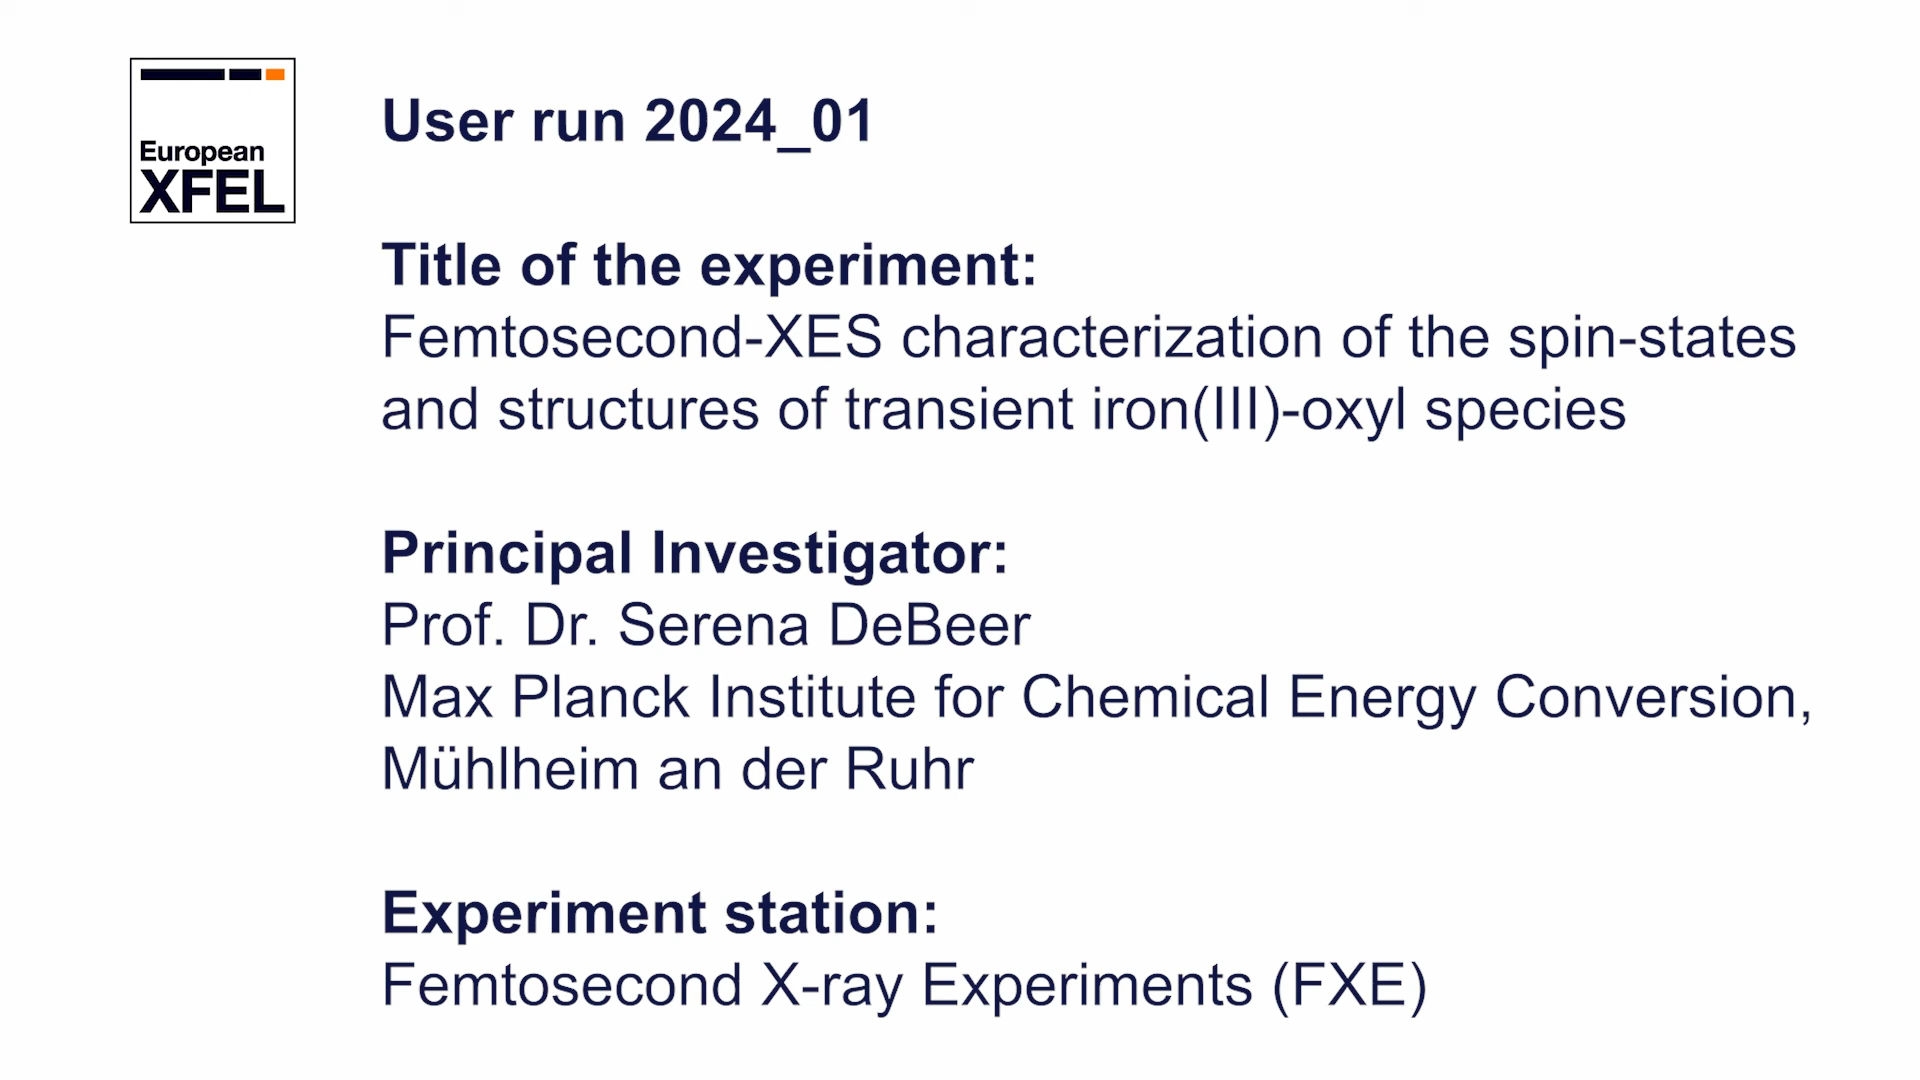 European
XFEL
User run 2024_01
Title of the experiment:
Femtosecond-XES characterization of the spin-states
and structures of transient iron(III)-oxyl species
Principal Investigator:
Prof. Dr. Serena DeBeer
Max Planck Institute for Chemical Energy Conversion,
Mühlheim an der Ruhr
Experiment station:
Femtosecond X-ray Experiments (FXE)